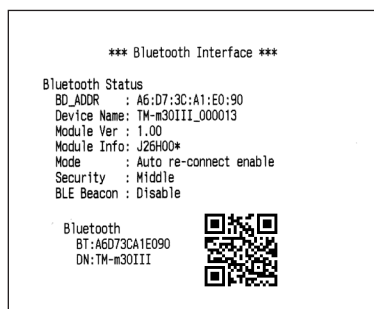 *** Bluetooth Interface ***
Bluetooth Status
BD_ADDR : A6:D7:3C:A1:E0:90
Device Name: TM-m30III_000013
Module Ver : 1.00
Module Info: J26H00*
Mode : Auto re-connect enable
Security : Middle
BLE Beacon : Disable
Bluetooth
BT:A6D73CA1E090
DN:TM-m30III